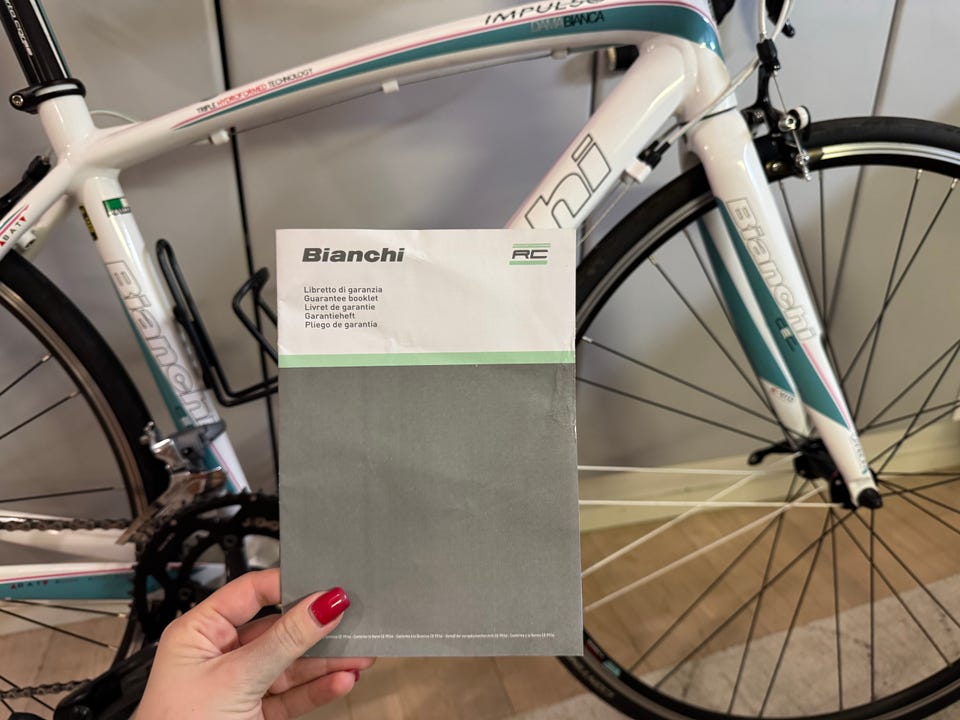 IMPULSO
DAMA BIANCA
TRIPLE HYDROFORMED TECHNOLOGY
nhi
Bianchi
Bianchi
B A T
Bianchi
RC
Libretto di garanzia
Guarantee booklet
Livret de garantie
Garantieheft
Pliego de garantia
B A T